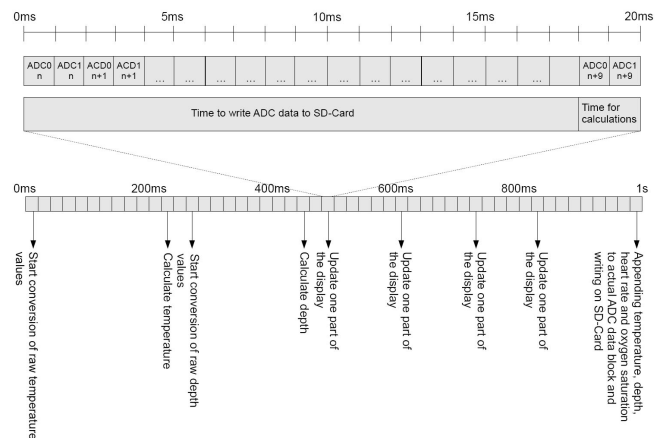 0ms 5ms 10ms 15ms 20ms
ADC0 ADC1 ACD0 ACD1 ADC0 ADC1
n n n+1 n+1 ... ... ... ... ... ... ... ... ... ... ... ... ... ... n+9 n+9
Time to write ADC data to SD-Card
Time for
calculations
0ms 200ms 400ms 600ms 800ms 1s
Start conversion of raw temperature
values
Calculate temperature
Start conversion of raw depth
values
Calculate depth
Update one part of
the display
Update one part of
the display
Update one part of
the display
Update one part of
the display
Appending temperature, depth,
heart rate and oxygen saturation
to actual ADC data block and
writing on SD-Card